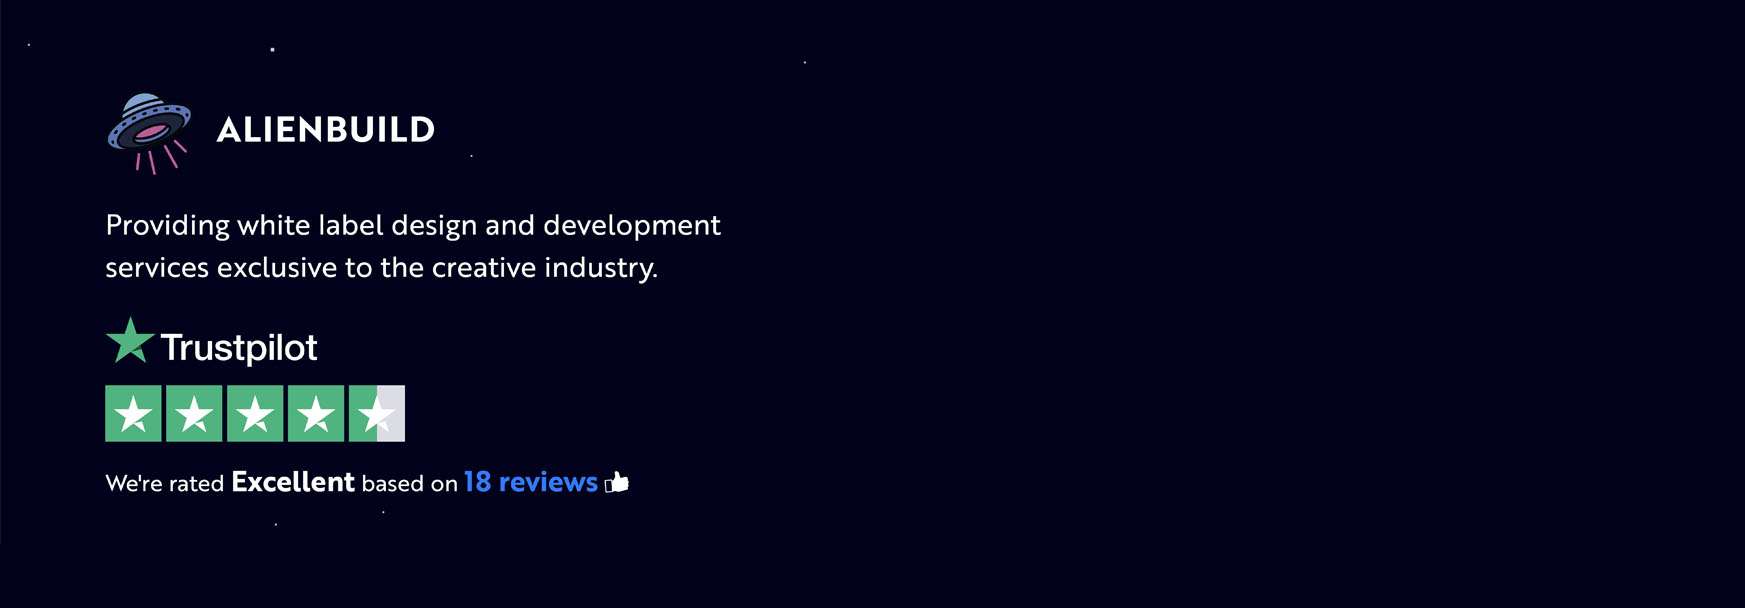 ALIENBUILD
Providing white label design and development
services exclusive to the creative industry.
Trustpilot
We're rated Excellent based on 18 reviews